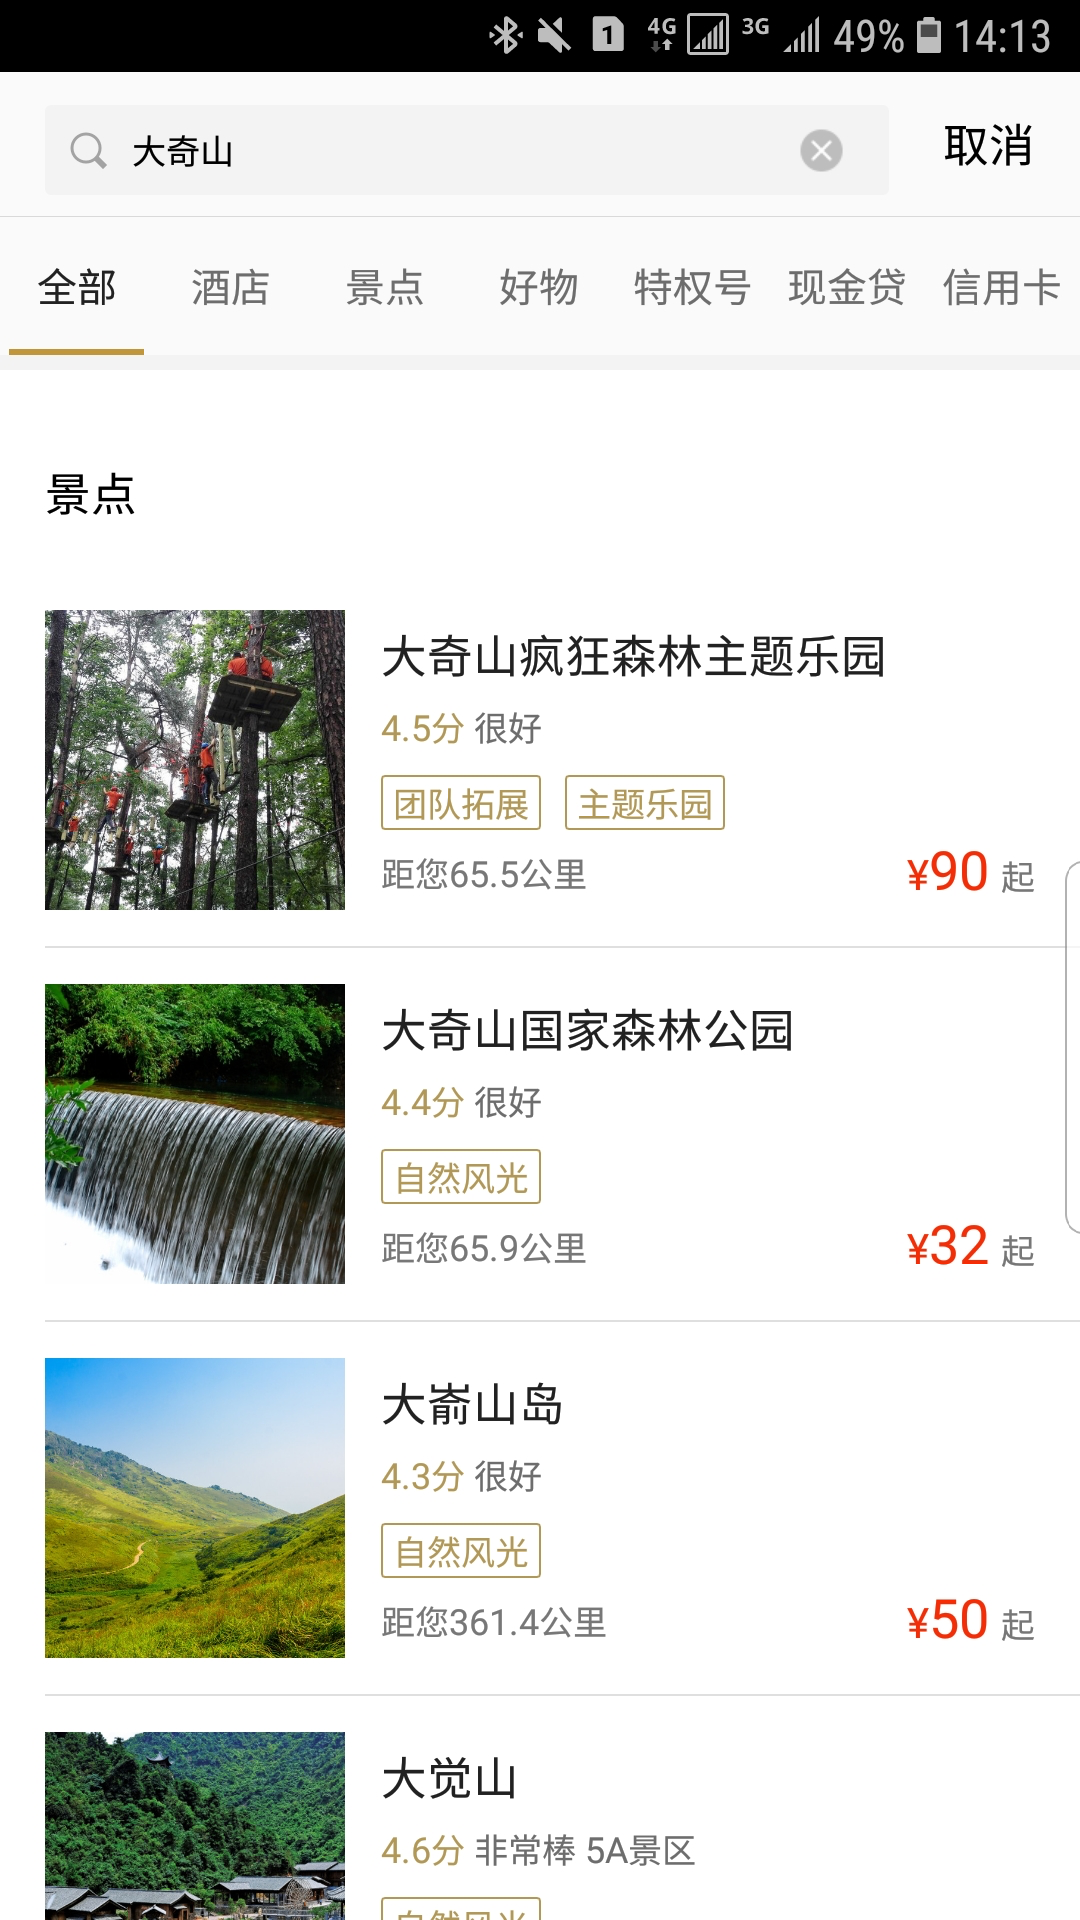 1 4G 3G 49% 14:13
大奇山 取消
全部 酒店 景点 好物 特权号 现金贷 信用卡
景点
大奇山疯狂森林主题乐园
4.5分 很好
团队拓展 主题乐园
距您65.5公里 ¥90 起
大奇山国家森林公园
4.4分 很好
自然风光
距您65.9公里 ¥32 起
大嵛山岛
4.3分 很好
自然风光
距您361.4公里 ¥50 起
大觉山
4.6分 非常棒 5A景区
自然风光